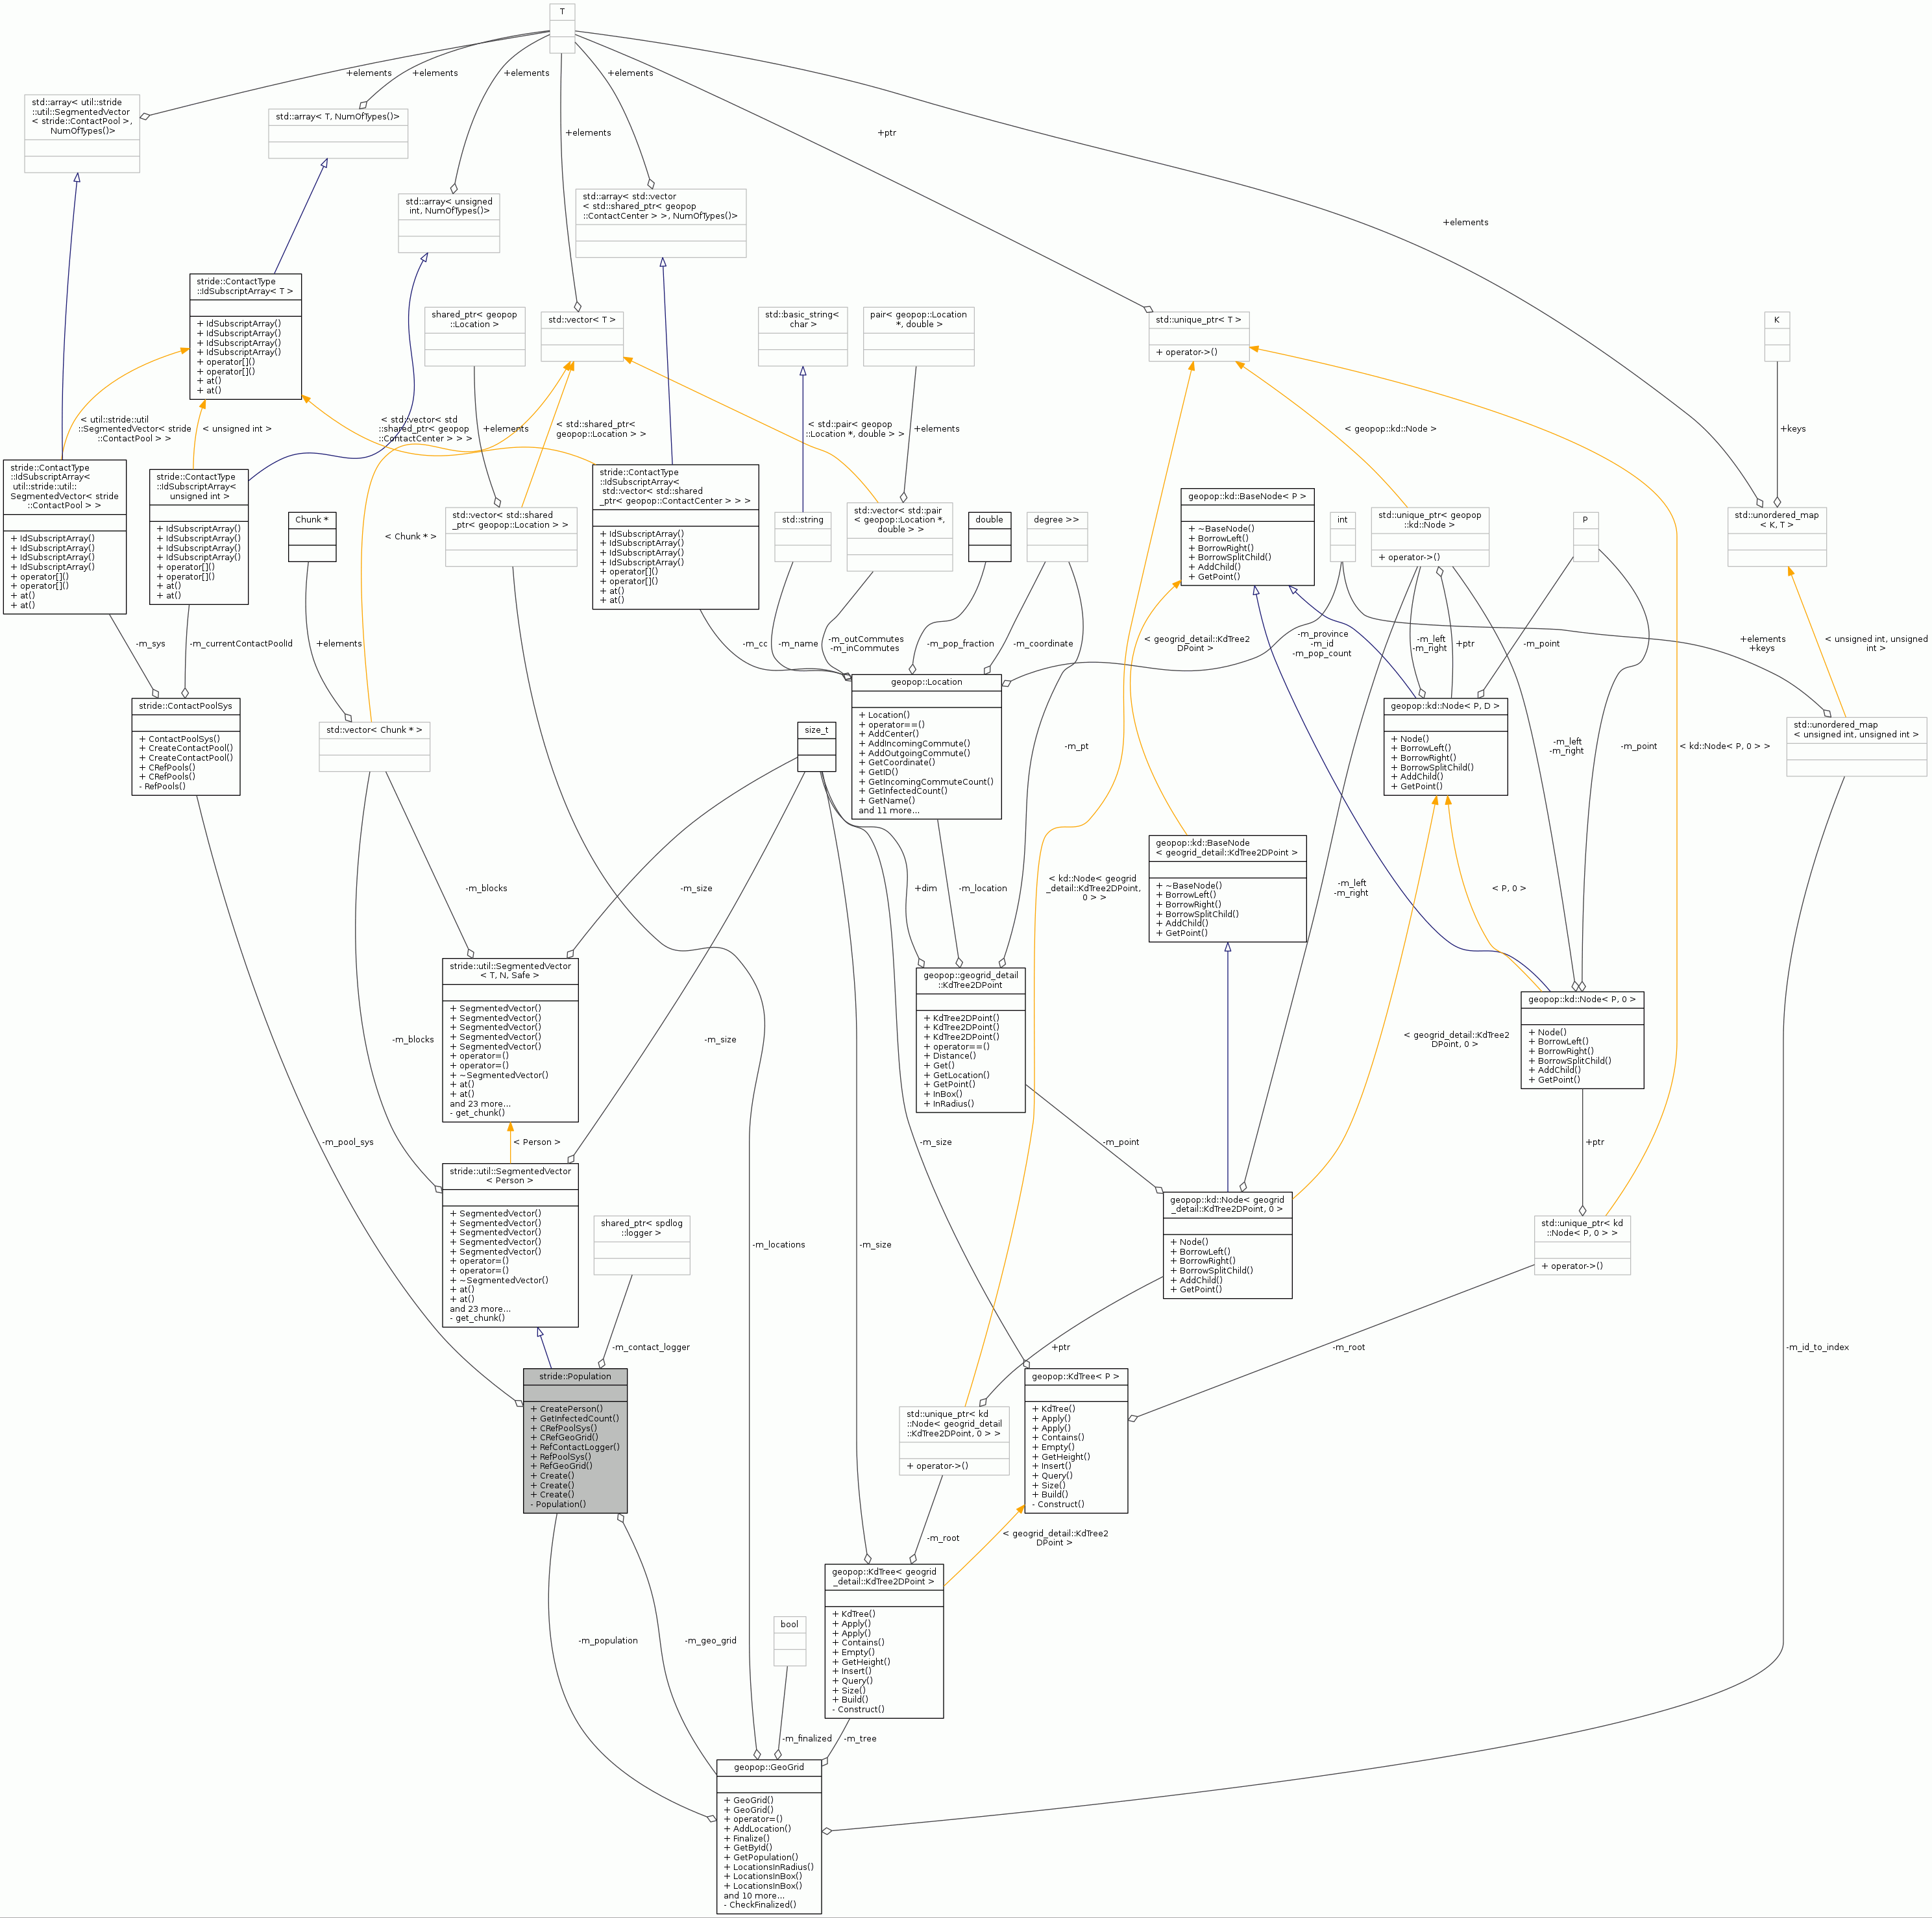 T
+elements
+elements
+elements
+elements
std::array< util::stride
::util::SegmentedVector
< stride::ContactPool >,
NumOfTypes()>
std::array< T, NumOfTypes()>
+elements
+ptr
std::array< unsigned
int, NumOfTypes()>
std::array< std::vector
< std::shared_ptr< geopop
::ContactCenter > >, NumOfTypes()>
+elements
stride::ContactType
::IdSubscriptArray< T >
+ IdSubscriptArray()
+ IdSubscriptArray()
+ IdSubscriptArray()
+ IdSubscriptArray()
+ operator[]()
+ operator[]()
+ at()
+ at()
shared_ptr< geopop
::Location >
std::vector< T >
std::basic_string<
char >
pair< geopop::Location
*, double >
std::unique_ptr< T >
+ operator->()
K
< util::stride::util
::SegmentedVector< stride
::ContactPool > >
< unsigned int >
< std::vector< std
::shared_ptr< geopop
::ContactCenter > > >
+elements
< std::shared_ptr<
geopop::Location > >
< std::pair< geopop
::Location *, double > >
+elements
< geopop::kd::Node >
+keys
stride::ContactType
::IdSubscriptArray<
util::stride::util::
SegmentedVector< stride
::ContactPool > >
+ IdSubscriptArray()
+ IdSubscriptArray()
+ IdSubscriptArray()
+ IdSubscriptArray()
+ operator[]()
+ operator[]()
+ at()
+ at()
stride::ContactType
::IdSubscriptArray<
unsigned int >
+ IdSubscriptArray()
+ IdSubscriptArray()
+ IdSubscriptArray()
+ IdSubscriptArray()
+ operator[]()
+ operator[]()
+ at()
+ at()
Chunk *
< Chunk * >
std::vector< std::shared
_ptr< geopop::Location > >
stride::ContactType
::IdSubscriptArray<
std::vector< std::shared
_ptr< geopop::ContactCenter > > >
+ IdSubscriptArray()
+ IdSubscriptArray()
+ IdSubscriptArray()
+ IdSubscriptArray()
+ operator[]()
+ operator[]()
+ at()
+ at()
std::string
std::vector< std::pair
< geopop::Location *,
double > >
double
degree >>
geopop::kd::BaseNode< P >
+ ~BaseNode()
+ BorrowLeft()
+ BorrowRight()
+ BorrowSplitChild()
+ AddChild()
+ GetPoint()
int
std::unique_ptr< geopop
::kd::Node >
+ operator->()
P
std::unordered_map
< K, T >
-m_sys
-m_currentContactPoolId
+elements
-m_cc
-m_name
-m_outCommutes
-m_inCommutes
-m_pop_fraction
-m_coordinate
< geogrid_detail::KdTree2
DPoint >
-m_province
-m_id
-m_pop_count
-m_left
-m_right
+ptr
-m_point
+elements
+keys
< unsigned int, unsigned
int >
stride::ContactPoolSys
+ ContactPoolSys()
+ CreateContactPool()
+ CreateContactPool()
+ CRefPools()
+ CRefPools()
- RefPools()
std::vector< Chunk * >
size_t
geopop::Location
+ Location()
+ operator==()
+ AddCenter()
+ AddIncomingCommute()
+ AddOutgoingCommute()
+ GetCoordinate()
+ GetID()
+ GetIncomingCommuteCount()
+ GetInfectedCount()
+ GetName()
and 11 more...
-m_pt
geopop::kd::Node< P, D >
+ Node()
+ BorrowLeft()
+ BorrowRight()
+ BorrowSplitChild()
+ AddChild()
+ GetPoint()
-m_left
-m_right
-m_point
< kd::Node< P, 0 > >
std::unordered_map
< unsigned int, unsigned int >
-m_blocks
-m_size
+dim
-m_location
< kd::Node< geogrid
_detail::KdTree2DPoint,
0 > >
geopop::kd::BaseNode
< geogrid_detail::KdTree2DPoint >
+ ~BaseNode()
+ BorrowLeft()
+ BorrowRight()
+ BorrowSplitChild()
+ AddChild()
+ GetPoint()
-m_left
-m_right
< P, 0 >
stride::util::SegmentedVector
< T, N, Safe >
+ SegmentedVector()
+ SegmentedVector()
+ SegmentedVector()
+ SegmentedVector()
+ SegmentedVector()
+ operator=()
+ operator=()
+ ~SegmentedVector()
+ at()
+ at()
and 23 more...
- get_chunk()
-m_blocks
-m_size
geopop::geogrid_detail
::KdTree2DPoint
+ KdTree2DPoint()
+ KdTree2DPoint()
+ KdTree2DPoint()
+ operator==()
+ Distance()
+ Get()
+ GetLocation()
+ GetPoint()
+ InBox()
+ InRadius()
< geogrid_detail::KdTree2
DPoint, 0 >
geopop::kd::Node< P, 0 >
+ Node()
+ BorrowLeft()
+ BorrowRight()
+ BorrowSplitChild()
+ AddChild()
+ GetPoint()
-m_pool_sys
< Person >
-m_size
-m_point
+ptr
stride::util::SegmentedVector
< Person >
+ SegmentedVector()
+ SegmentedVector()
+ SegmentedVector()
+ SegmentedVector()
+ SegmentedVector()
+ operator=()
+ operator=()
+ ~SegmentedVector()
+ at()
+ at()
and 23 more...
- get_chunk()
shared_ptr< spdlog
::logger >
-m_locations
-m_size
geopop::kd::Node< geogrid
_detail::KdTree2DPoint, 0 >
+ Node()
+ BorrowLeft()
+ BorrowRight()
+ BorrowSplitChild()
+ AddChild()
+ GetPoint()
std::unique_ptr< kd
::Node< P, 0 > >
+ operator->()
-m_contact_logger
+ptr
-m_root
-m_id_to_index
stride::Population
+ CreatePerson()
+ GetInfectedCount()
+ CRefPoolSys()
+ CRefGeoGrid()
+ RefContactLogger()
+ RefPoolSys()
+ RefGeoGrid()
+ Create()
+ Create()
+ Create()
- Population()
std::unique_ptr< kd
::Node< geogrid_detail
::KdTree2DPoint, 0 > >
+ operator->()
geopop::KdTree< P >
+ KdTree()
+ Apply()
+ Apply()
+ Contains()
+ Empty()
+ GetHeight()
+ Insert()
+ Query()
+ Size()
+ Build()
- Construct()
-m_root
< geogrid_detail::KdTree2
DPoint >
-m_population
-m_geo_grid
bool
geopop::KdTree< geogrid
_detail::KdTree2DPoint >
+ KdTree()
+ Apply()
+ Apply()
+ Contains()
+ Empty()
+ GetHeight()
+ Insert()
+ Query()
+ Size()
+ Build()
- Construct()
-m_finalized
-m_tree
geopop::GeoGrid
+ GeoGrid()
+ GeoGrid()
+ operator=()
+ AddLocation()
+ Finalize()
+ GetById()
+ GetPopulation()
+ LocationsInRadius()
+ LocationsInBox()
+ LocationsInBox()
and 10 more...
- CheckFinalized()